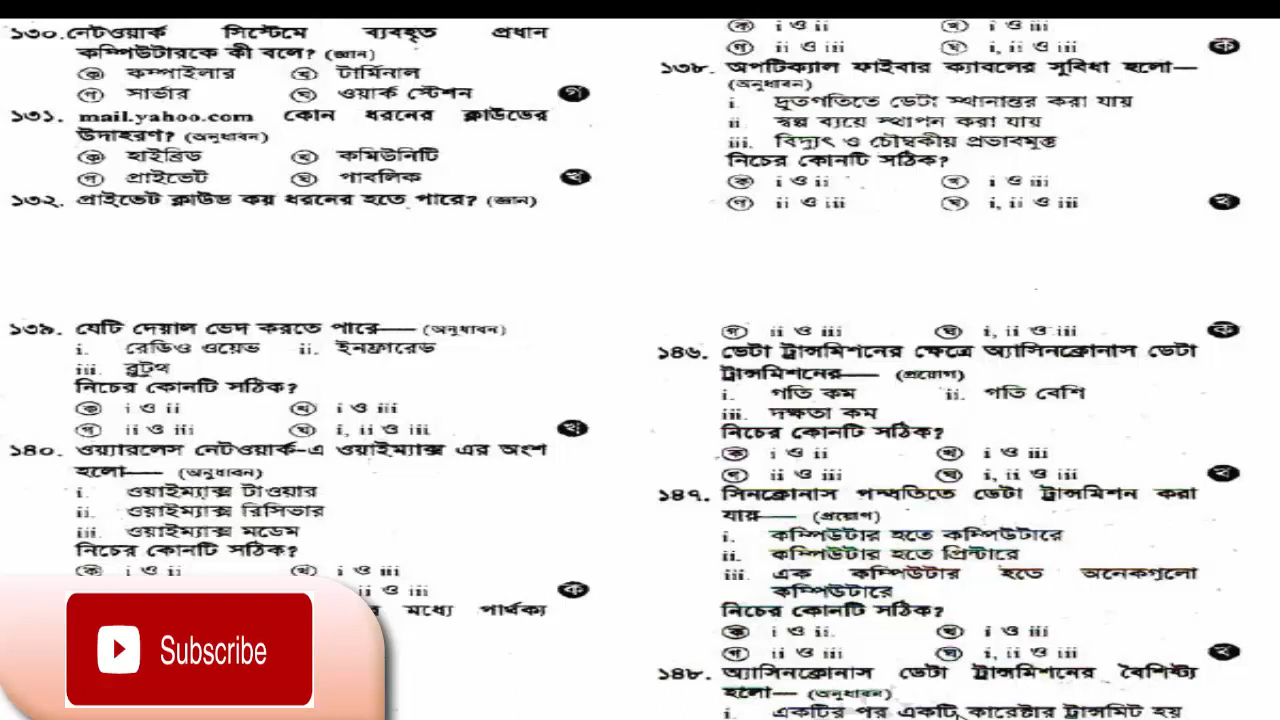 ১৩০. নেটওয়ার্ক সিস্টেমে ব্যবহৃত প্রধান
কম্পিউটারকে কী বলে? (জ্ঞান)
ক কম্পাইলার খ টার্মিনাল
গ সার্ভার ঘ ওয়ার্ক স্টেশন গ
১৩১. mail.yahoo.com কোন ধরনের ক্লাউডের
উদাহরণ? (অনুধাবন)
ক হাইব্রিড খ কমিউনিটি
গ প্রাইভেট ঘ পাবলিক খ
১৩২. প্রাইভেট ক্লাউড কয় ধরনের হতে পারে? (জ্ঞান)
১৩৯. যেটি দেয়াল ভেদ করতে পারে— (অনুধাবন)
i. রেডিও ওয়েভ ii. ইনফ্রারেড
iii. ব্লুটুথ
নিচের কোনটি সঠিক?
ক i ও ii খ i ও iii
গ ii ও iii ঘ i, ii ও iii খ
১৪০. ওয়্যারলেস নেটওয়ার্ক-এ ওয়াইম্যাক্স এর অংশ
হলো— (অনুধাবন)
i. ওয়াইম্যাক্স টাওয়ার
ii. ওয়াইম্যাক্স রিসিভার
iii. ওয়াইম্যাক্স মডেম
নিচের কোনটি সঠিক?
ক i ও ii খ i ও iii
ii ও iii ক
র মধ্যে পার্থক্য
Subscribe
ক i ও ii খ i ও iii
গ ii ও iii ঘ i, ii ও iii ক
১৩৮. অপটিক্যাল ফাইবার ক্যাবলের সুবিধা হলো—
(অনুধাবন)
i. দ্রুতগতিতে ডেটা স্থানান্তর করা যায়
ii. স্বল্প ব্যয়ে স্থাপন করা যায়
iii. বিদ্যুৎ ও চৌম্বকীয় প্রভাবমুক্ত
নিচের কোনটি সঠিক?
ক i ও ii খ i ও iii
গ ii ও iii ঘ i, ii ও iii খ
গ ii ও iii ঘ i, ii ও iii ক
১৪৬. ডেটা ট্রান্সমিশনের ক্ষেত্রে অ্যাসিনক্রোনাস ডেটা
ট্রান্সমিশনের— (প্রয়োগ)
i. গতি কম ii. গতি বেশি
iii. দক্ষতা কম
নিচের কোনটি সঠিক?
ক i ও ii খ i ও iii
গ ii ও iii ঘ i, ii ও iii খ
১৪৭. সিনক্রোনাস পদ্ধতিতে ডেটা ট্রান্সমিশন করা
যায়— (প্রয়োগ)
i. কম্পিউটার হতে কম্পিউটারে
ii. কম্পিউটার হতে প্রিন্টারে
iii. এক কম্পিউটার হতে অনেকগুলো
কম্পিউটারে
নিচের কোনটি সঠিক?
ক i ও ii. খ i ও iii
গ ii ও iii ঘ i, ii ও iii খ
১৪৮. অ্যাসিনক্রোনাস ডেটা ট্রান্সমিশনের বৈশিষ্ট্য
হলো— (অনুধাবন)
i. একটির পর একটি কারেক্টার ট্রান্সমিট হয়